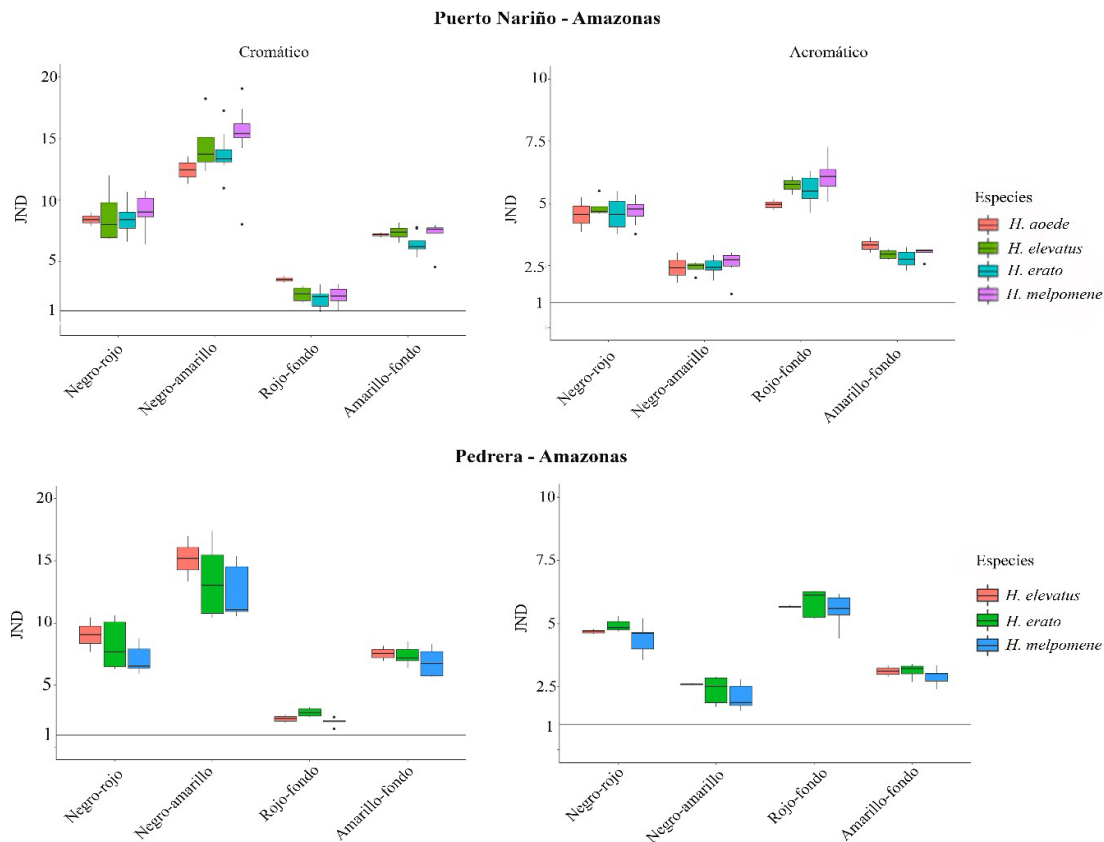 Puerto Nariño - Amazonas
Cromático
Acromático
20
15
10
5
1
JND
Negro-rojo
Negro-amarillo
Rojo-fondo
Amarillo-fondo
10
7.5
5
2.5
1
JND
Negro-rojo
Negro-amarillo
Rojo-fondo
Amarillo-fondo
Especies
H. aoede
H. elevatus
H. erato
H. melpomene
Pedrera - Amazonas
20
15
10
5
1
JND
Negro-rojo
Negro-amarillo
Rojo-fondo
Amarillo-fondo
10
7.5
5
2.5
1
JND
Negro-rojo
Negro-amarillo
Rojo-fondo
Amarillo-fondo
Especies
H. elevatus
H. erato
H. melpomene